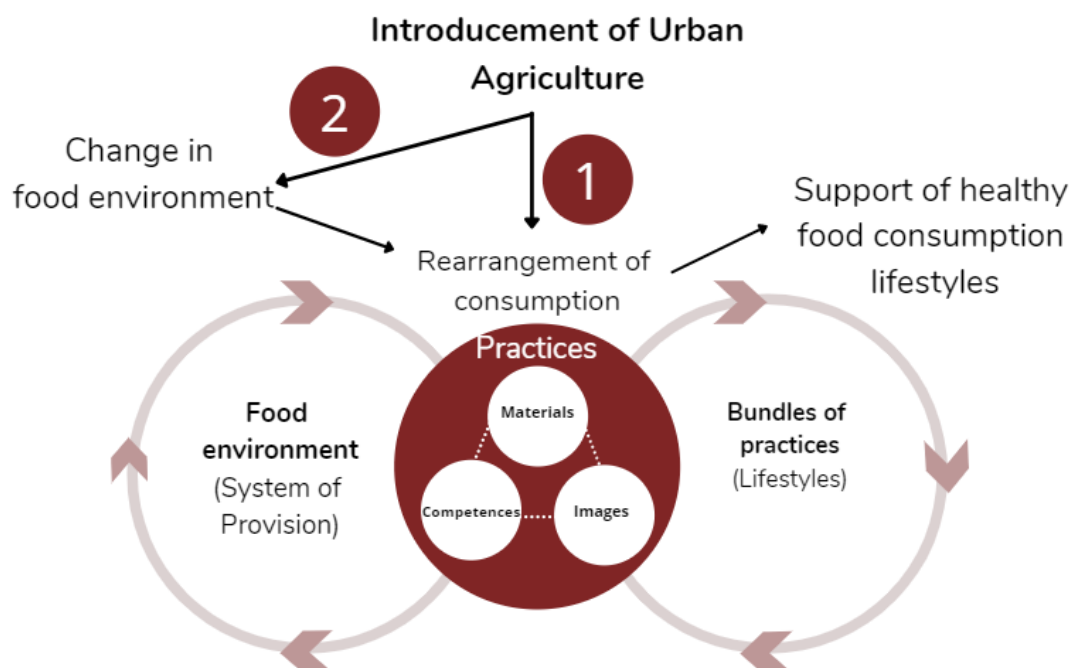 Introducement of Urban
Agriculture
2
1
Change in
food environment
Support of healthy
food consumption
lifestyles
Rearrangement of
consumption
Practices
Materials
Competences
Images
Food
environment
(System of
Provision)
Bundles of
practices
(Lifestyles)